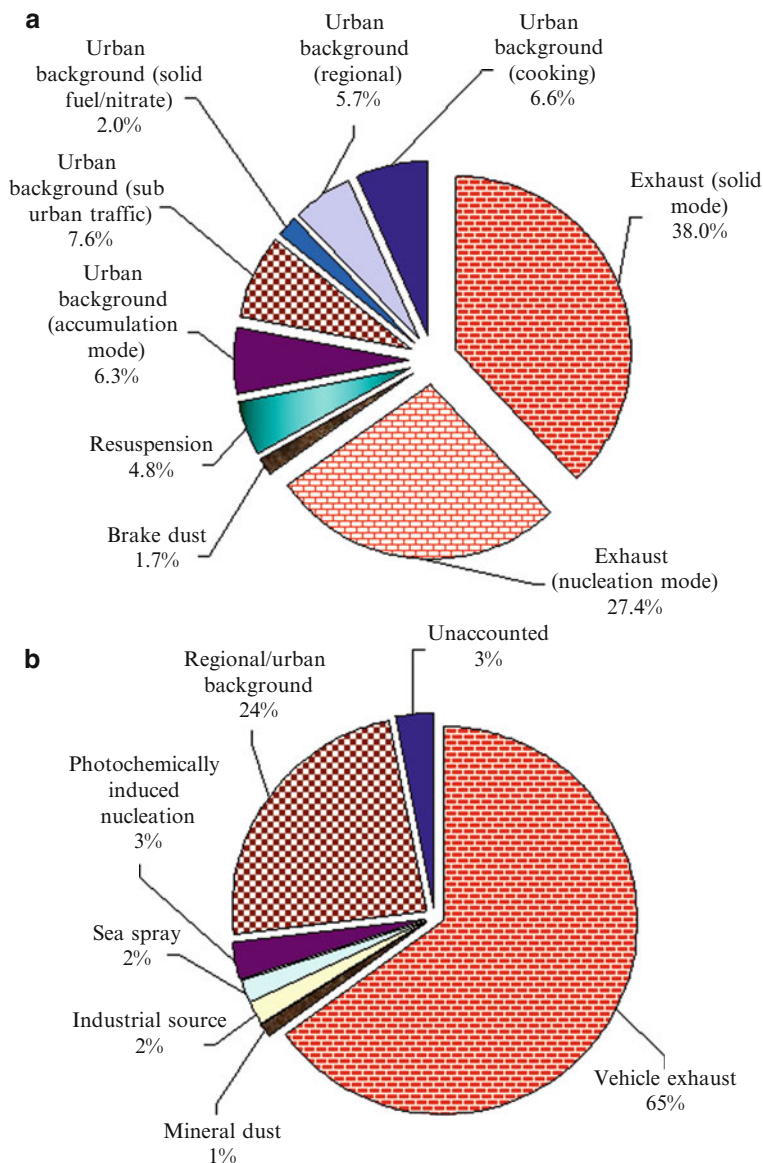 a
Urban
background (solid
fuel/nitrate)
2.0%
Urban
background
(regional)
5.7%
Urban
background
(cooking)
6.6%
Exhaust (solid
mode)
38.0%
Urban
background (sub
urban traffic)
7.6%
Urban
background
(accumulation
mode)
6.3%
Resuspension
4.8%
Brake dust
1.7%
Exhaust
(nucleation mode)
27.4%
b
Unaccounted
3%
Regional/urban
background
24%
Photochemically
induced
nucleation
3%
Sea spray
2%
Industrial source
2%
Mineral dust
1%
Vehicle exhaust
65%